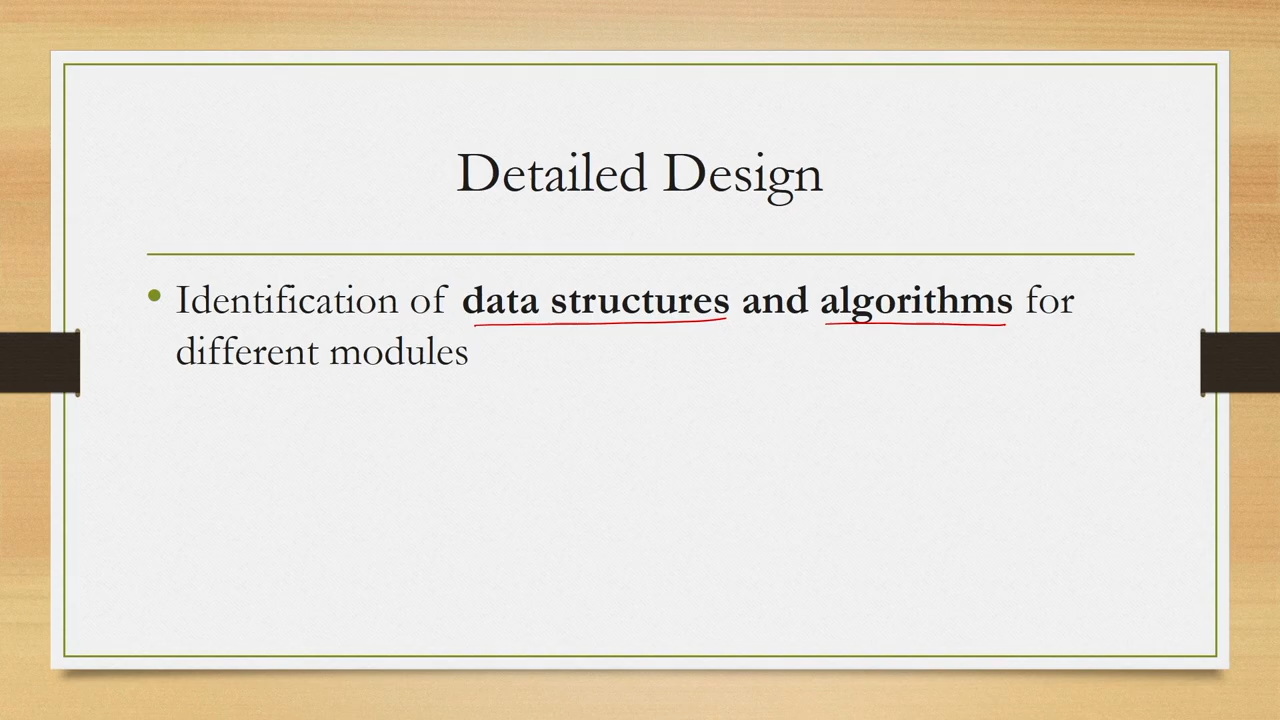 Detailed Design
• Identification of data structures and algorithms for
different modules